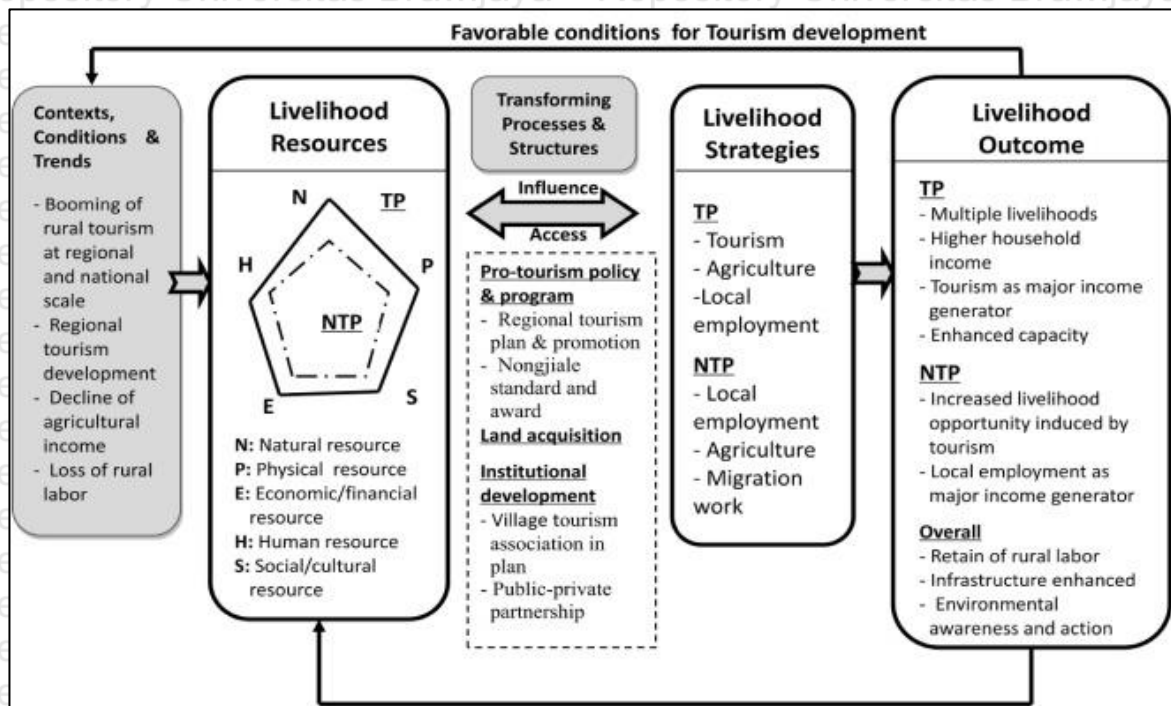 Repository Universitas Brawijaya
Favorable conditions for Tourism development
Contexts,
Conditions &
Trends
- Booming of
rural tourism
at regional
and national
scale
- Regional
tourism
development
- Decline of
agricultural
income
- Loss of rural
labor
Livelihood
Resources
N
TP
H
P
NTP
E
S
N: Natural resource
P: Physical resource
E: Economic/financial
resource
H: Human resource
S: Social/cultural
resource
Transforming
Processes &
Structures
Influence
Access
Pro-tourism policy
& program
- Regional tourism
plan & promotion
- Nongjiale
standard and
award
Land acquisition
Institutional
development
- Village tourism
association in
plan
- Public-private
partnership
Livelihood
Strategies
TP
- Tourism
- Agriculture
-Local
employment
NTP
- Local
employment
- Agriculture
- Migration
work
Livelihood
Outcome
TP
- Multiple livelihoods
- Higher household
income
- Tourism as major income
generator
- Enhanced capacity
NTP
- Increased livelihood
opportunity induced by
tourism
- Local employment as
major income generator
Overall
- Retain of rural labor
- Infrastructure enhanced
- Environmental
awareness and action